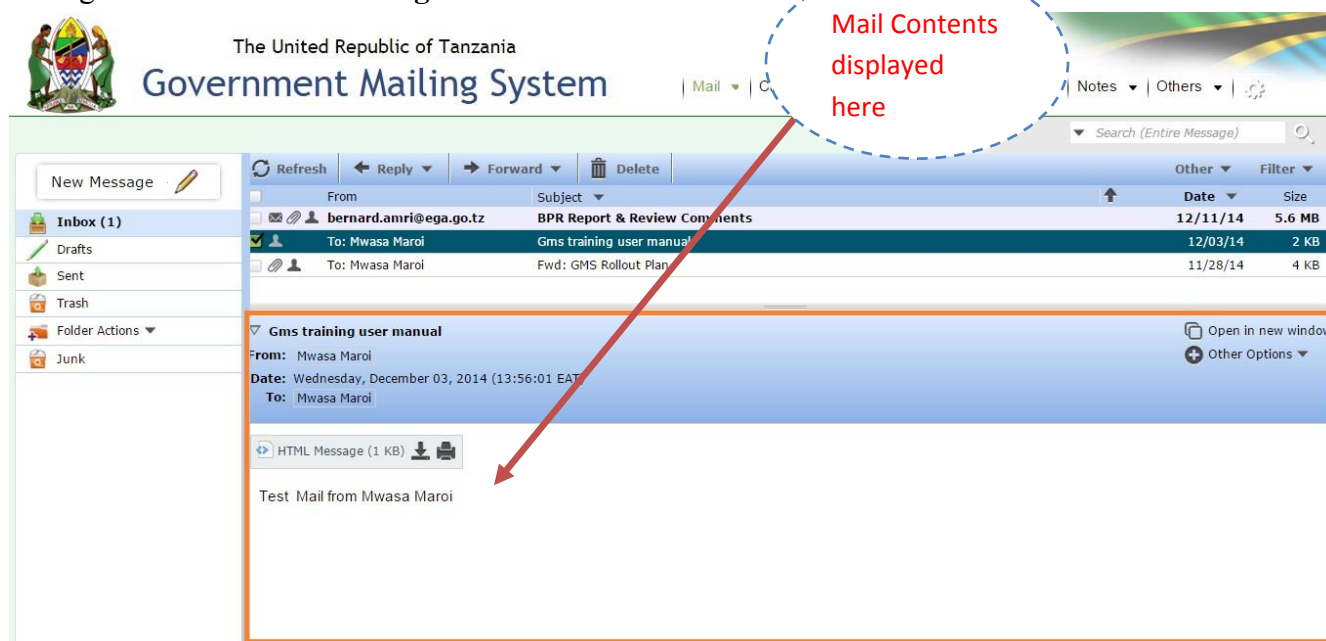 Mail Contents
displayed
here
The United Republic of Tanzania
Government Mailing System
Mail
Notes Others
Search (Entire Message)
New Message
Refresh Reply Forward Delete Other Filter
From Subject Date Size
Inbox (1)
bernard.amri@ega.go.tz BPR Report & Review Comments 12/11/14 5.6 MB
Drafts
To: Mwasa Maroi Gms training user manual 12/03/14 2 KB
Sent
To: Mwasa Maroi Fwd: GMS Rollout Plan 11/28/14 4 KB
Trash
Folder Actions
Junk
Gms training user manual Open in new window
From: Mwasa Maroi Other Options
Date: Wednesday, December 03, 2014 (13:56:01 EAT)
To: Mwasa Maroi
HTML Message (1 KB)
Test Mail from Mwasa Maroi